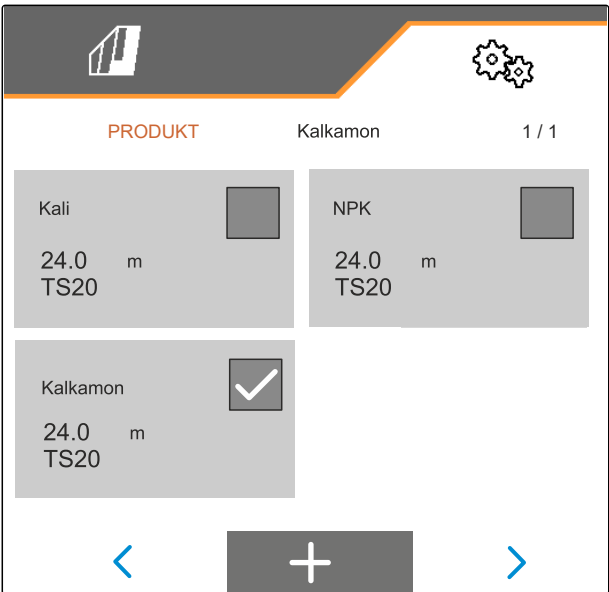 PRODUKT Kalkamon 1 / 1
Kali
24.0 m
TS20
NPK
24.0 m
TS20
Kalkamon
24.0 m
TS20